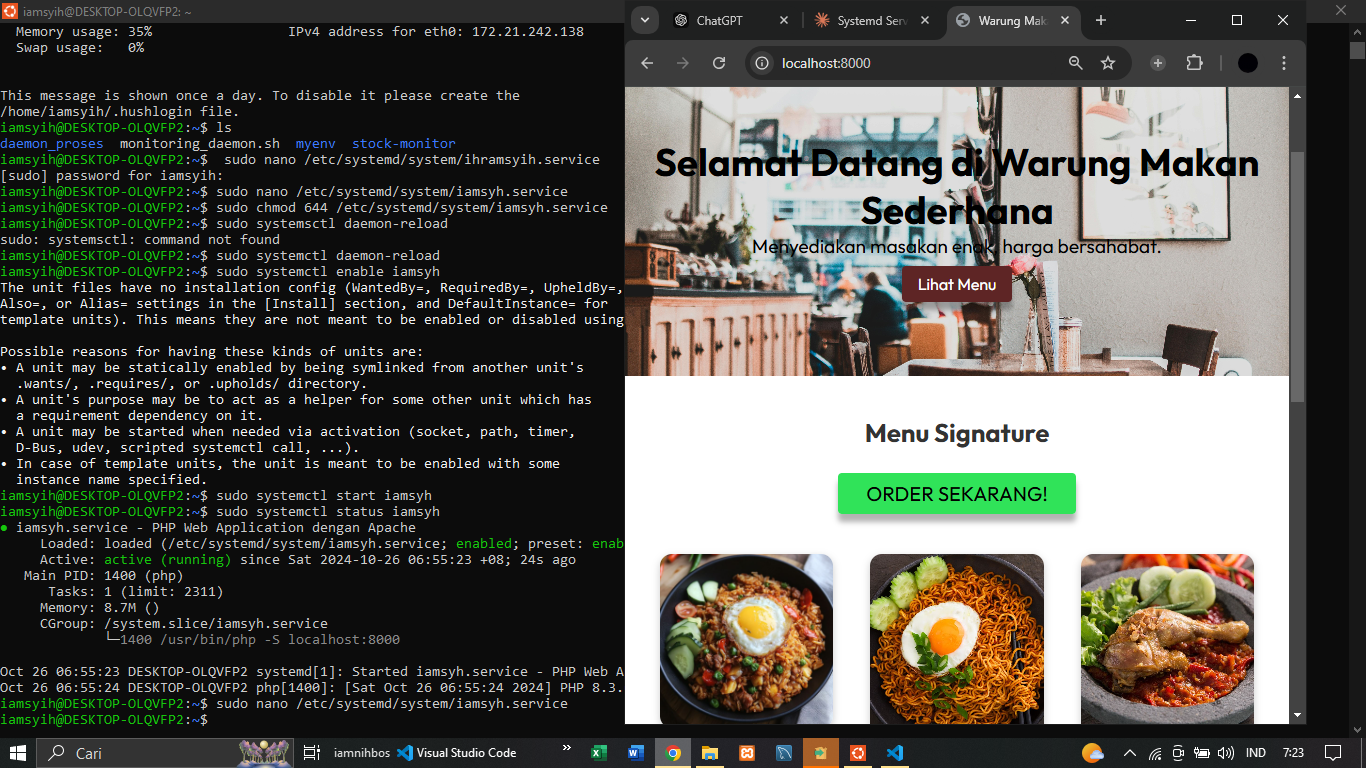 iamsyih@DESKTOP-OLQVFP2: ~
Memory usage: 35% IPv4 address for eth0: 172.21.242.138
Swap usage: 0%
This message is shown once a day. To disable it please create the
/home/iamsyih/.hushlogin file.
iamsyih@DESKTOP-OLQVFP2:~$ ls
daemon_proses monitoring_daemon.sh myenv stock-monitor
iamsyih@DESKTOP-OLQVFP2:~$ sudo nano /etc/systemd/system/ihramsyih.service
[sudo] password for iamsyih:
iamsyih@DESKTOP-OLQVFP2:~$ sudo nano /etc/systemd/system/iamsyh.service
iamsyih@DESKTOP-OLQVFP2:~$ sudo chmod 644 /etc/systemd/system/iamsyh.service
iamsyih@DESKTOP-OLQVFP2:~$ sudo systemsctl daemon-reload
sudo: systemsctl: command not found
iamsyih@DESKTOP-OLQVFP2:~$ sudo systemctl daemon-reload
iamsyih@DESKTOP-OLQVFP2:~$ sudo systemctl enable iamsyh
The unit files have no installation config (WantedBy=, RequiredBy=, UpheldBy=,
Also=, or Alias= settings in the [Install] section, and DefaultInstance= for
template units). This means they are not meant to be enabled or disabled using
Possible reasons for having these kinds of units are:
• A unit may be statically enabled by being symlinked from another unit's
.wants/, .requires/, or .upholds/ directory.
• A unit's purpose may be to act as a helper for some other unit which has
a requirement dependency on it.
• A unit may be started when needed via activation (socket, path, timer,
D-Bus, udev, scripted systemctl call, ...).
• In case of template units, the unit is meant to be enabled with some
instance name specified.
iamsyih@DESKTOP-OLQVFP2:~$ sudo systemctl start iamsyh
iamsyih@DESKTOP-OLQVFP2:~$ sudo systemctl status iamsyh
● iamsyh.service - PHP Web Application dengan Apache
Loaded: loaded (/etc/systemd/system/iamsyh.service; enabled; preset: enab
Active: active (running) since Sat 2024-10-26 06:55:23 +08; 24s ago
Main PID: 1400 (php)
Tasks: 1 (limit: 2311)
Memory: 8.7M ()
CGroup: /system.slice/iamsyh.service
└─1400 /usr/bin/php -S localhost:8000
Oct 26 06:55:23 DESKTOP-OLQVFP2 systemd[1]: Started iamsyh.service - PHP Web A
Oct 26 06:55:24 DESKTOP-OLQVFP2 php[1400]: [Sat Oct 26 06:55:24 2024] PHP 8.3.
iamsyih@DESKTOP-OLQVFP2:~$ sudo nano /etc/systemd/system/iamsyh.service
iamsyih@DESKTOP-OLQVFP2:~$
ChatGPT
Systemd Serv
Warung Mak
localhost:8000
Selamat Datang di Warung Makan
Sederhana
Menyediakan masakan enak, harga bersahabat.
Lihat Menu
Menu Signature
ORDER SEKARANG!
Cari
iamnihbos
Visual Studio Code
IND
7:23